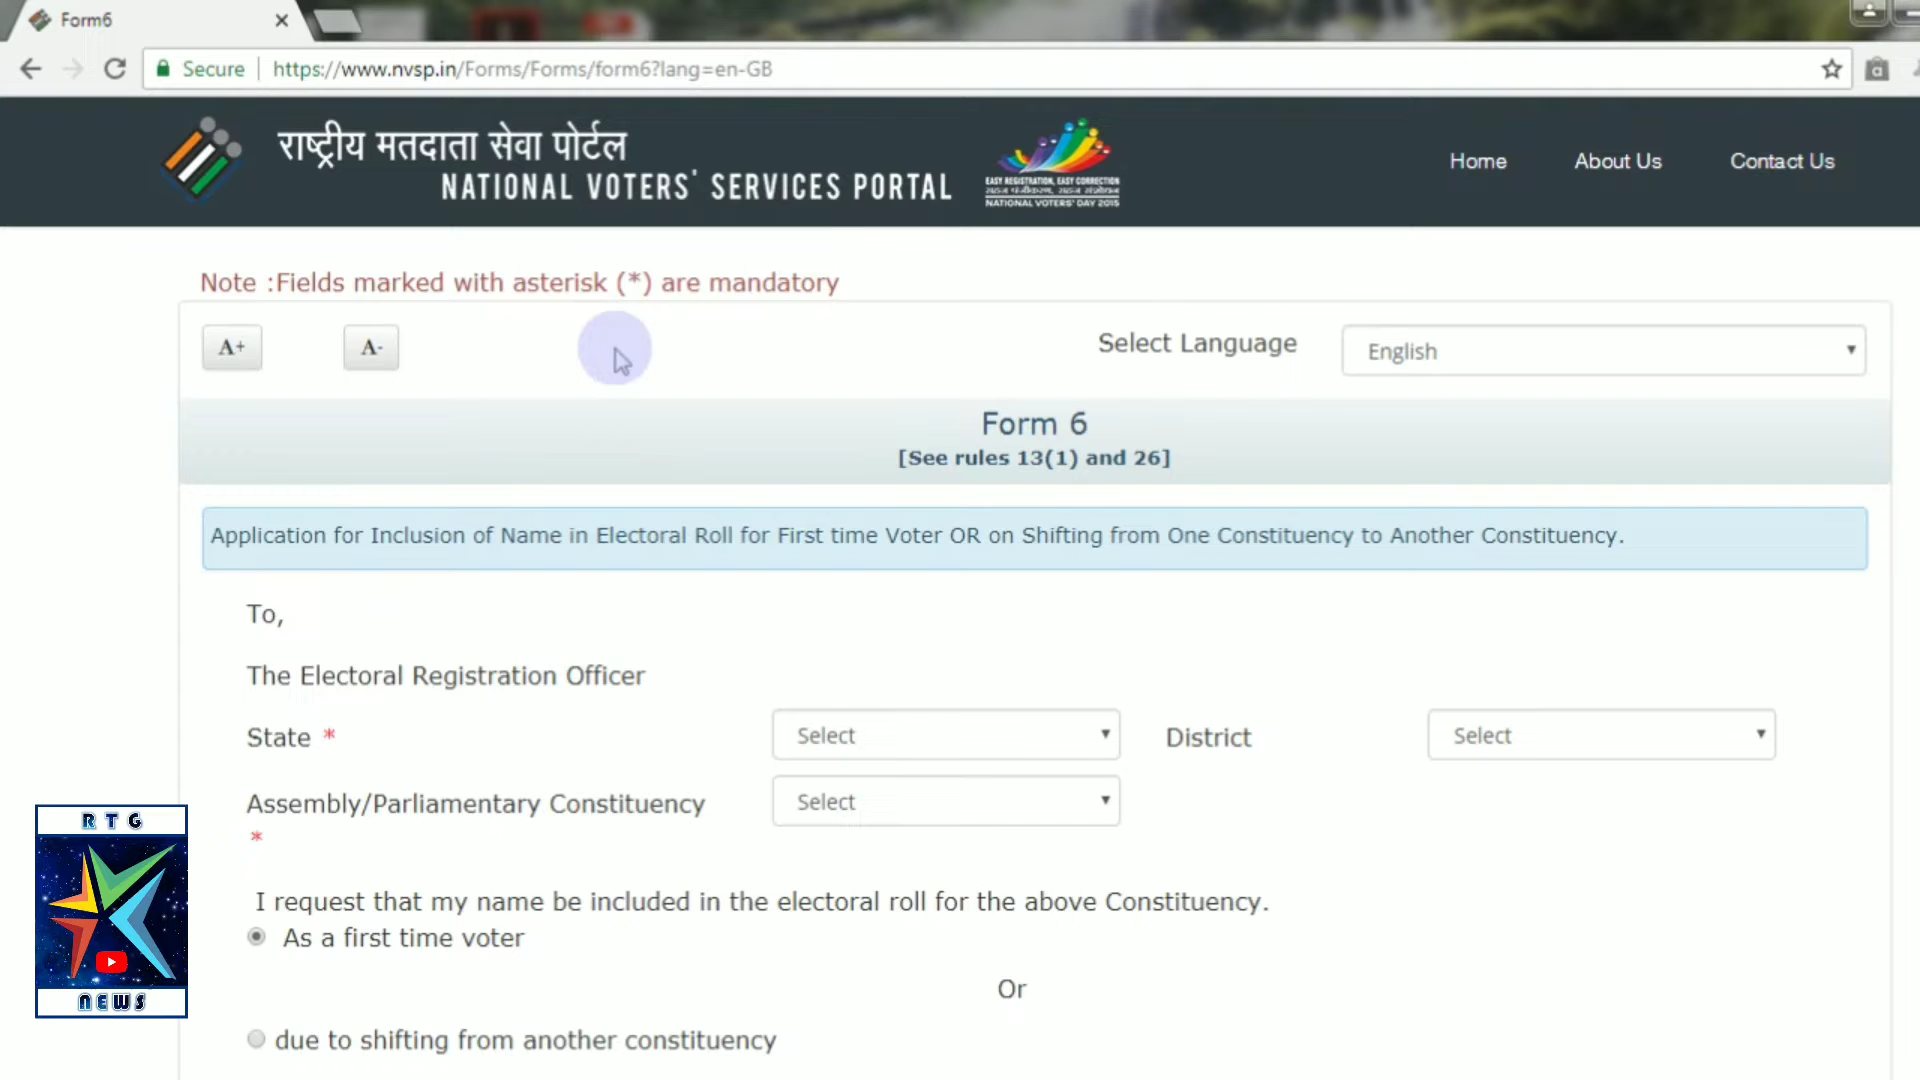 Form6
Secure https://www.nvsp.in/Forms/Forms/form6?lang=en-GB
राष्ट्रीय मतदाता सेवा पोर्टल
NATIONAL VOTERS' SERVICES PORTAL
EASY REGISTRATION, EASY CORRECTION
NATIONAL VOTERS' DAY 2015
Home About Us Contact Us
Note :Fields marked with asterisk (*) are mandatory
A+ A- Select Language English
Form 6
[See rules 13(1) and 26]
Application for Inclusion of Name in Electoral Roll for First time Voter OR on Shifting from One Constituency to Another Constituency.
To,
The Electoral Registration Officer
State * Select District Select
Assembly/Parliamentary Constituency Select
*
I request that my name be included in the electoral roll for the above Constituency.
As a first time voter
Or
due to shifting from another constituency
RTG
NEWS